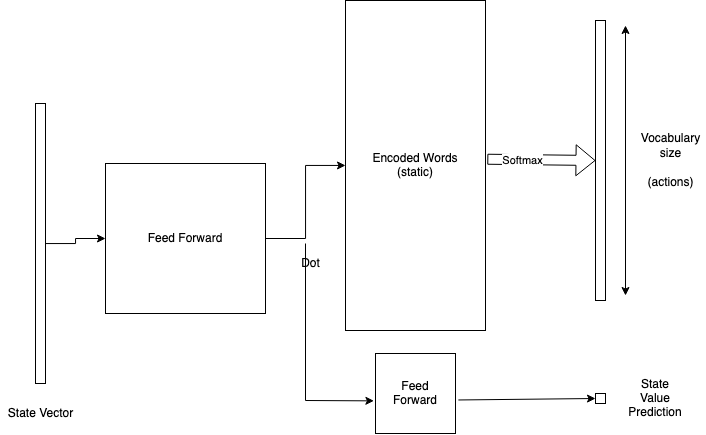 State Vector
Feed Forward
Dot
Encoded Words
(static)
Softmax
Vocabulary
size
(actions)
Feed
Forward
State
Value
Prediction